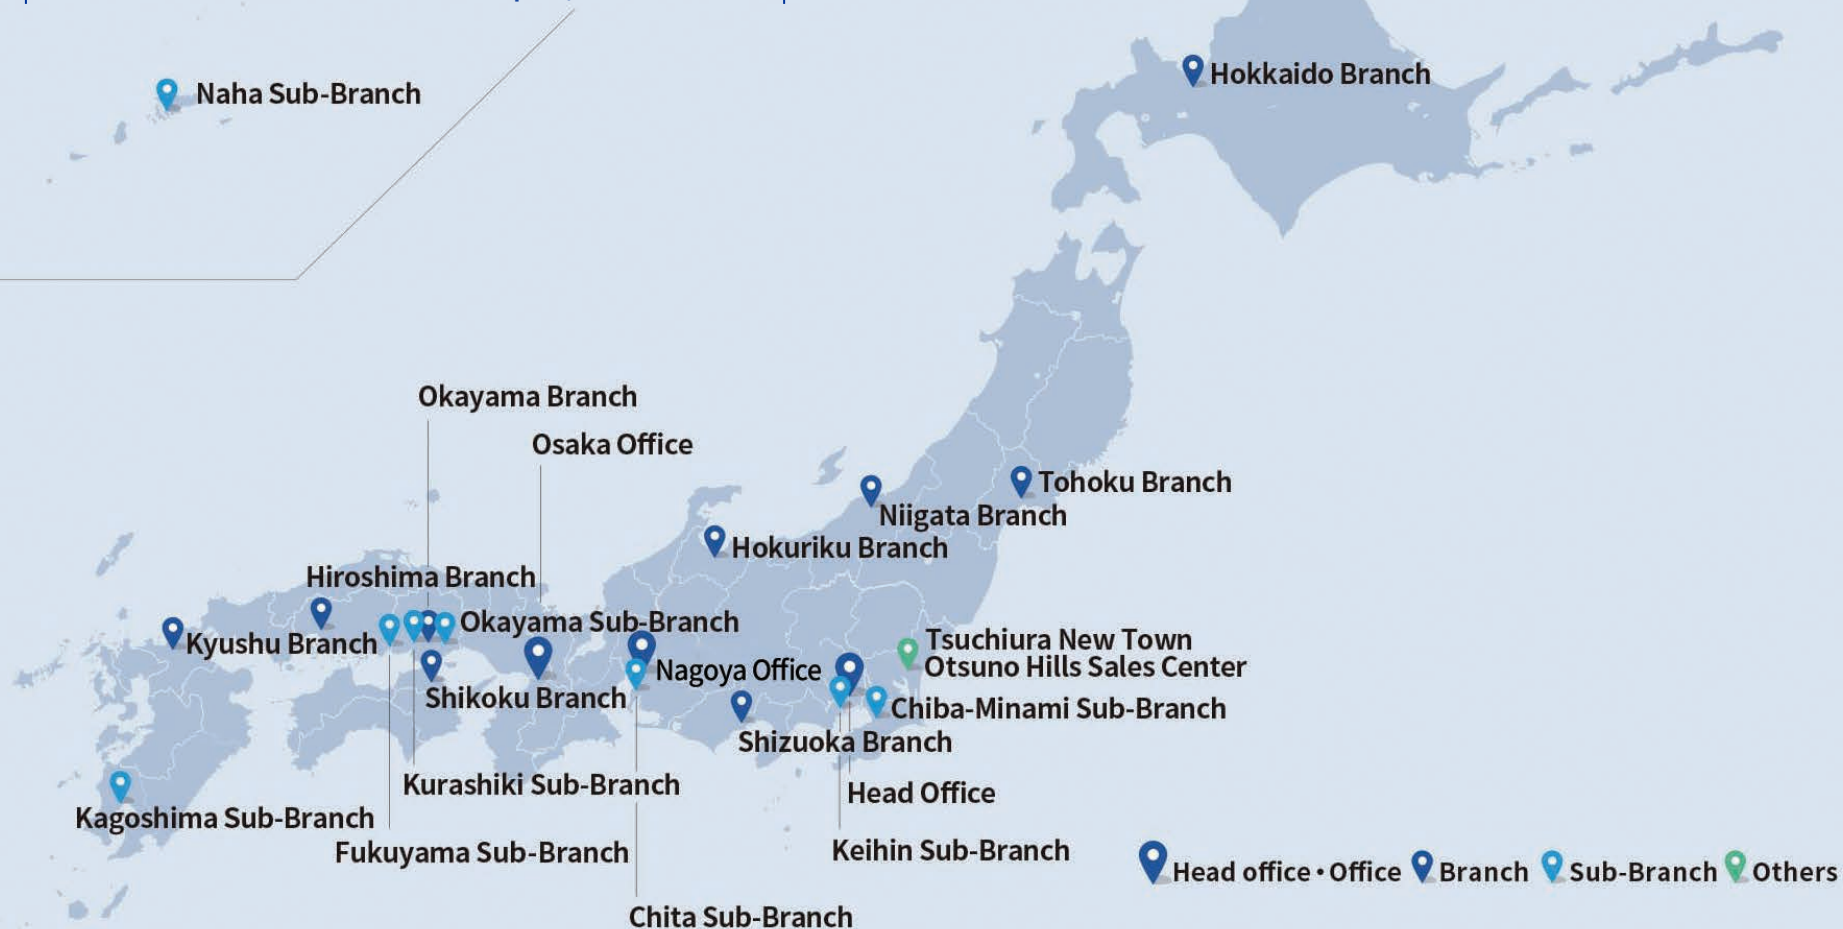 Hokkaido Branch
Naha Sub-Branch
Okayama Branch
Osaka Office
Tohoku Branch
Niigata Branch
Hokuriku Branch
Hiroshima Branch
Okayama Sub-Branch
Kyushu Branch
Tsuchiura New Town
Otsuno Hills Sales Center
Nagoya Office
Shikoku Branch
Chiba-Minami Sub-Branch
Shizuoka Branch
Kurashiki Sub-Branch
Head Office
Kagoshima Sub-Branch
Fukuyama Sub-Branch
Keihin Sub-Branch
Head office・Office Branch Sub-Branch Others
Chita Sub-Branch